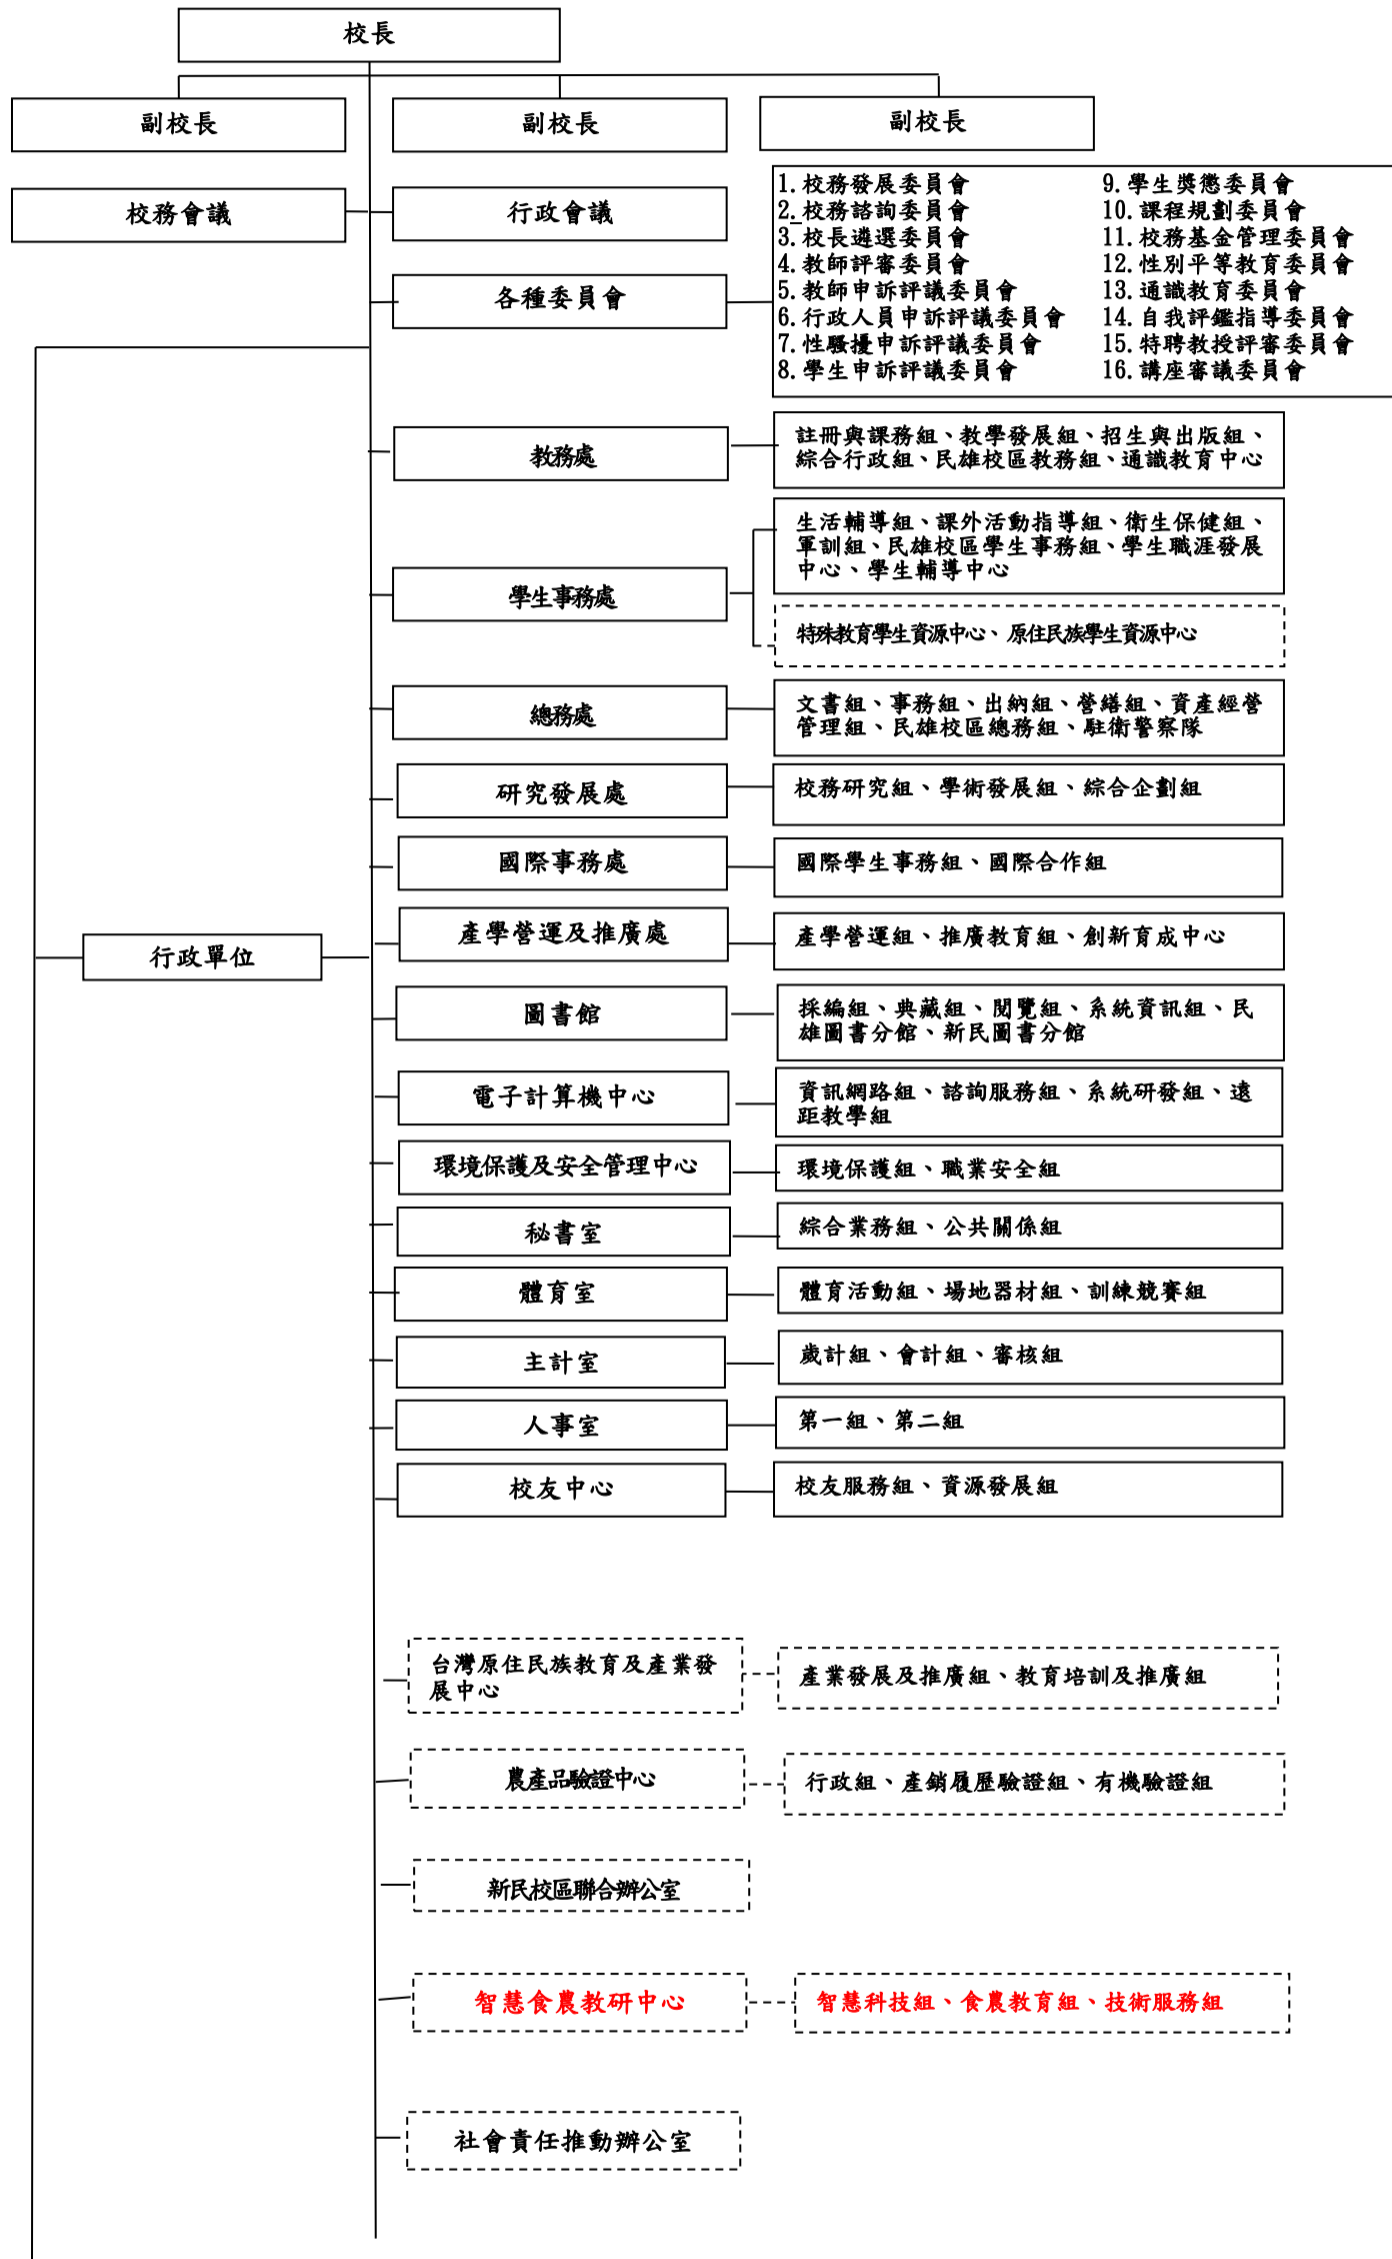 校長
副校長
副校長
副校長
校務會議
行政會議
各種委員會
1.校務發展委員會
2.校務諮詢委員會
3.校長遴選委員會
4.教師評審委員會
5.教師申訴評議委員會
6.行政人員申訴評議委員會
7.性騷擾申訴評議委員會
8.學生申訴評議委員會
9.學生獎懲委員會
10.課程規劃委員會
11.校務基金管理委員會
12.性別平等教育委員會
13.通識教育委員會
14.自我評鑑指導委員會
15.特聘教授評審委員會
16.講座審議委員會
行政單位
教務處
註冊與課務組、教學發展組、招生與出版組、
綜合行政組、民雄校區教務組、通識教育中心
學生事務處
生活輔導組、課外活動指導組、衛生保健組、
軍訓組、民雄校區學生事務組、學生職涯發展
中心、學生輔導中心
特殊教育學生資源中心、原住民族學生資源中心
總務處
文書組、事務組、出納組、營繕組、資產經營
管理組、民雄校區總務組、駐衛警察隊
研究發展處
校務研究組、學術發展組、綜合企劃組
國際事務處
國際學生事務組、國際合作組
產學營運及推廣處
產學營運組、推廣教育組、創新育成中心
圖書館
採編組、典藏組、閱覽組、系統資訊組、民
雄圖書分館、新民圖書分館
電子計算機中心
資訊網路組、諮詢服務組、系統研發組、遠
距教學組
環境保護及安全管理中心
環境保護組、職業安全組
秘書室
綜合業務組、公共關係組
體育室
體育活動組、場地器材組、訓練競賽組
主計室
歲計組、會計組、審核組
人事室
第一組、第二組
校友中心
校友服務組、資源發展組
台灣原住民族教育及產業發
展中心
產業發展及推廣組、教育培訓及推廣組
農產品驗證中心
行政組、產銷履歷驗證組、有機驗證組
新民校區聯合辦公室
智慧食農教研中心
智慧科技組、食農教育組、技術服務組
社會責任推動辦公室